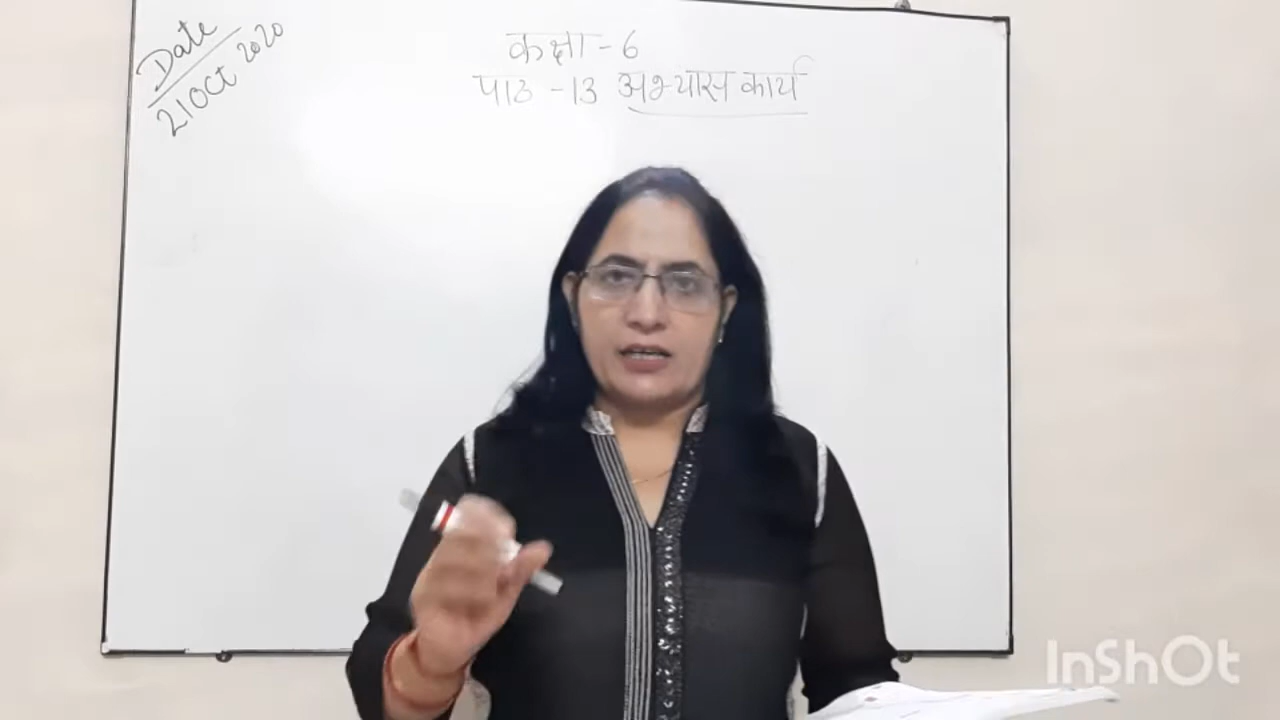 Date
21 Oct 2020
कक्षा - 6
पाठ - 13 अभ्यास कार्य
InShOt